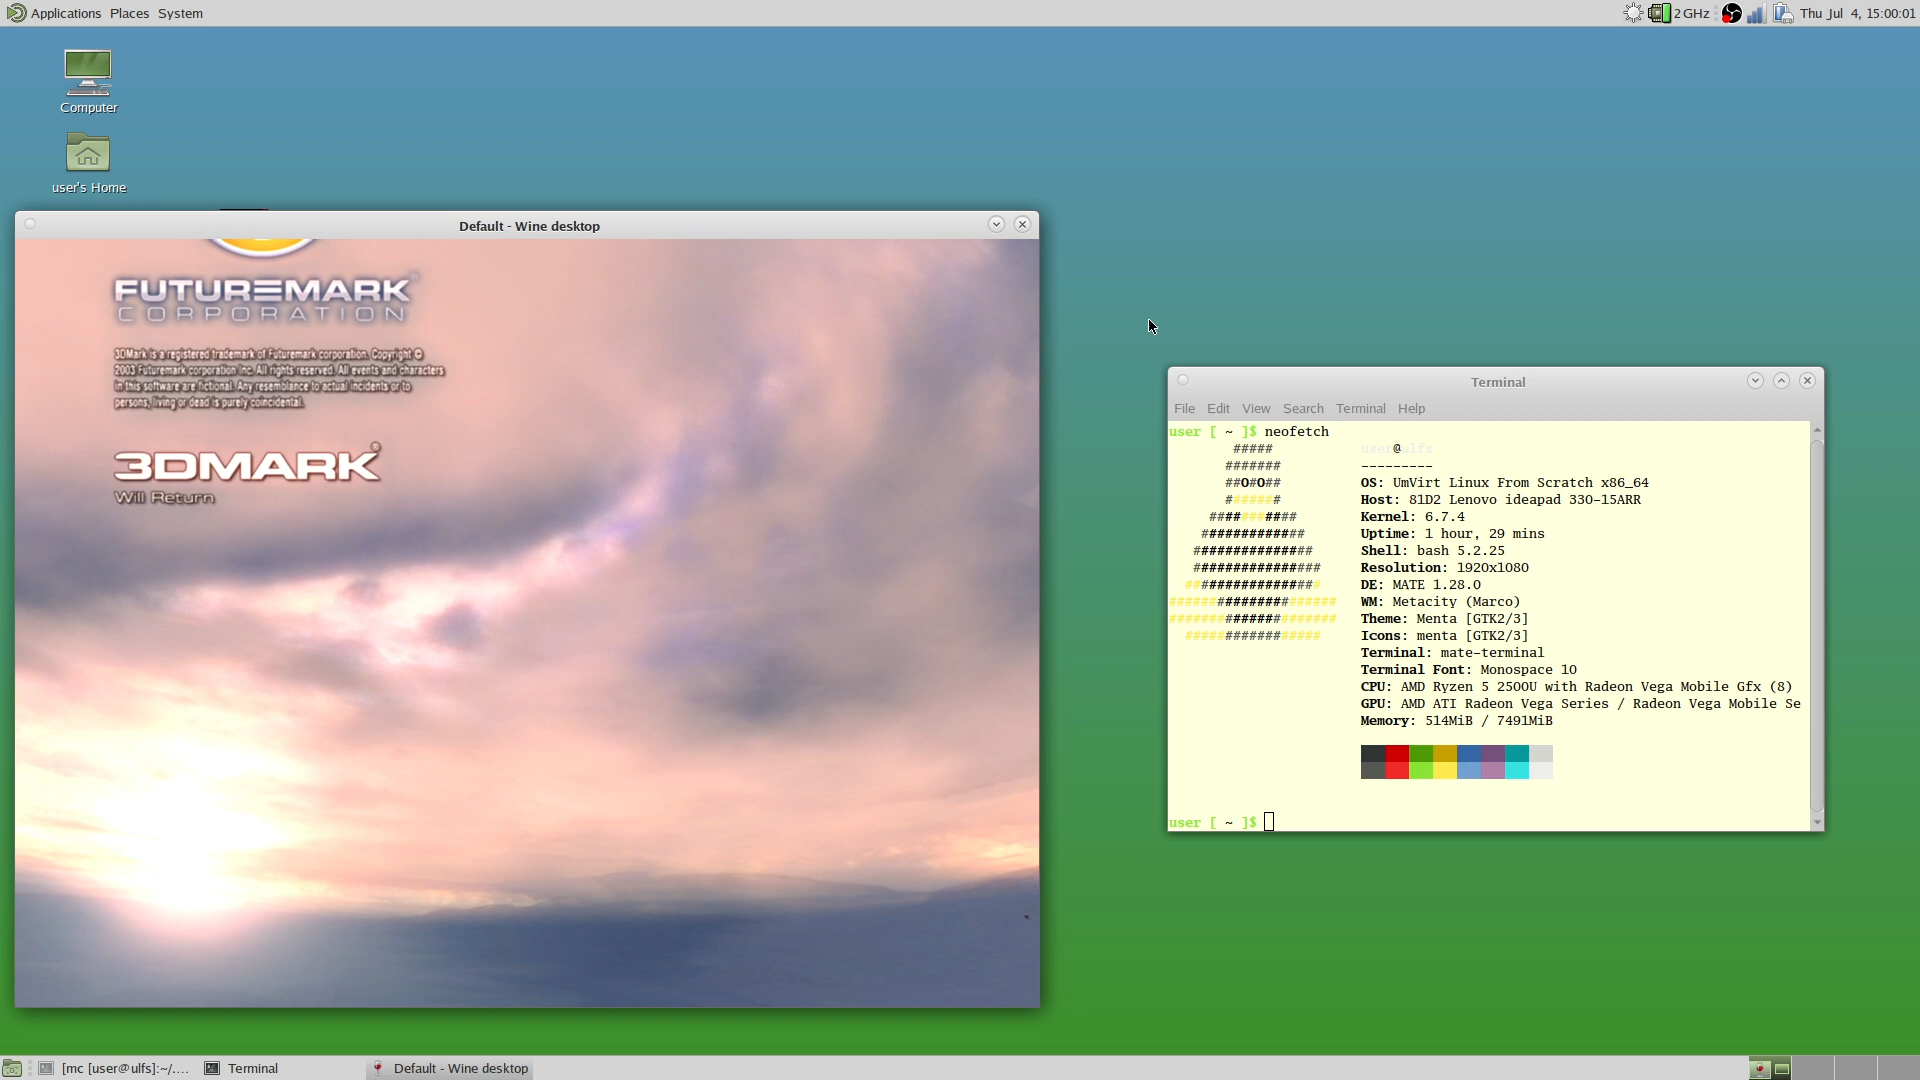 Applications Places System
2 GHz Thu Jul 4, 15:00:01
Computer
user's Home
Default - Wine desktop
FUTUREMARK
CORPORATION
3DMark is a registered trademark of Futuremark corporation. Copyright ©
2003 Futuremark corporation Inc. All rights reserved. All events and characters
in this software are fictional. Any resemblance to actual incidents or to
persons, living or dead is purely coincidental.
3DMARK®
Will Return
Terminal
File Edit View Search Terminal Help
user [ ~ ]$ neofetch
user@ulfs
---------
OS: UmVirt Linux From Scratch x86_64
Host: 81D2 Lenovo ideapad 330-15ARR
Kernel: 6.7.4
Uptime: 1 hour, 29 mins
Shell: bash 5.2.25
Resolution: 1920x1080
DE: MATE 1.28.0
WM: Metacity (Marco)
Theme: Menta [GTK2/3]
Icons: menta [GTK2/3]
Terminal: mate-terminal
Terminal Font: Monospace 10
CPU: AMD Ryzen 5 2500U with Radeon Vega Mobile Gfx (8)
GPU: AMD ATI Radeon Vega Series / Radeon Vega Mobile Se
Memory: 514MiB / 7491MiB
user [ ~ ]$
[mc [user@ulfs]:~/.... Terminal Default - Wine desktop